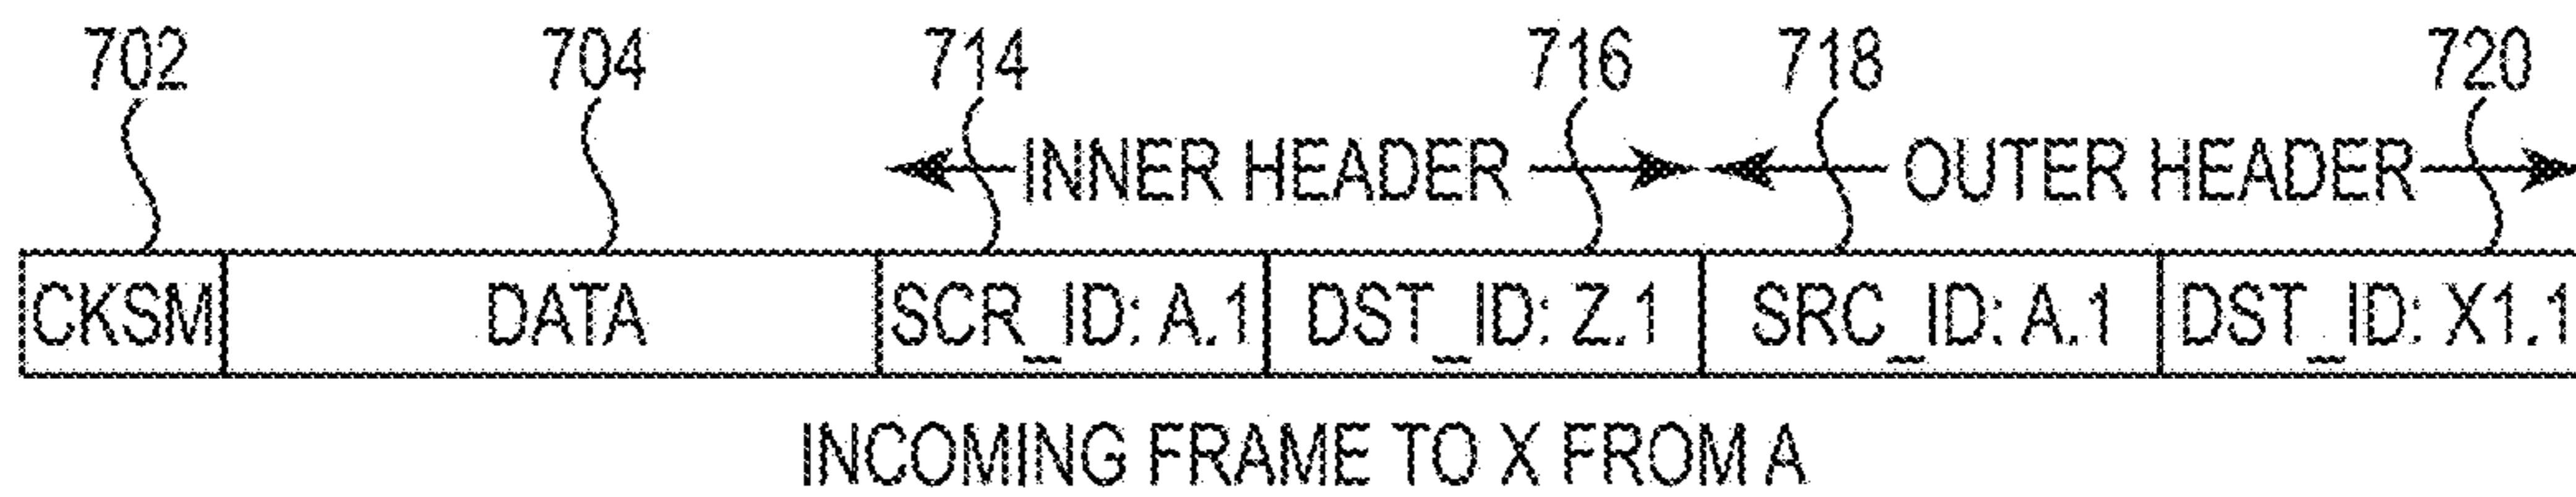 702 704 714 716 718 720
INNER HEADER OUTER HEADER
CKSM DATA SCR_ID: A.1 DST_ID: Z.1 SRC_ID: A.1 DST_ID: X1.1
INCOMING FRAME TO X FROM A